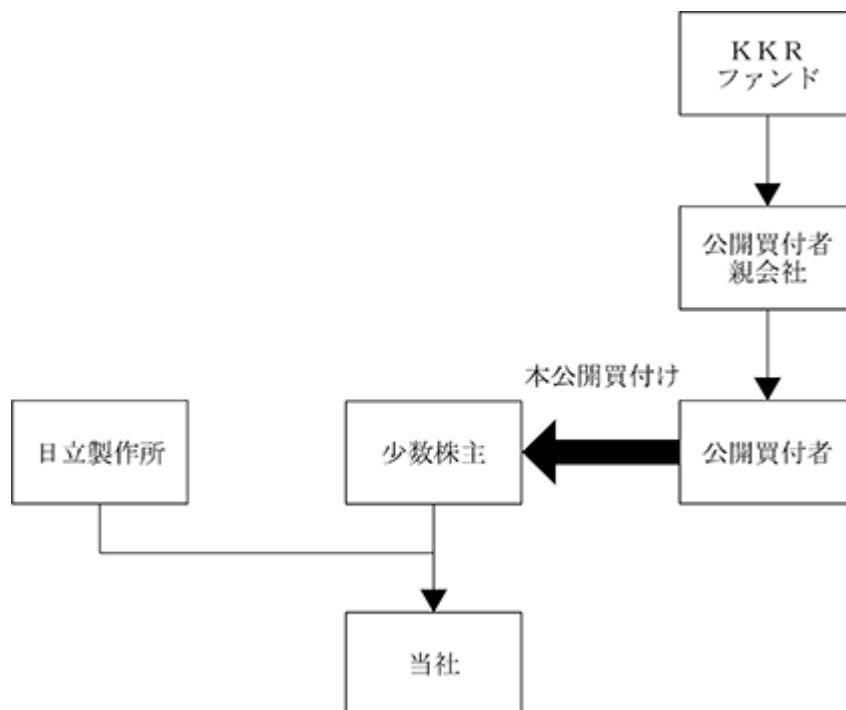 KKR
ファンド
公開買付者
親会社
本公開買付け
日立製作所
少数株主
公開買付者
当社